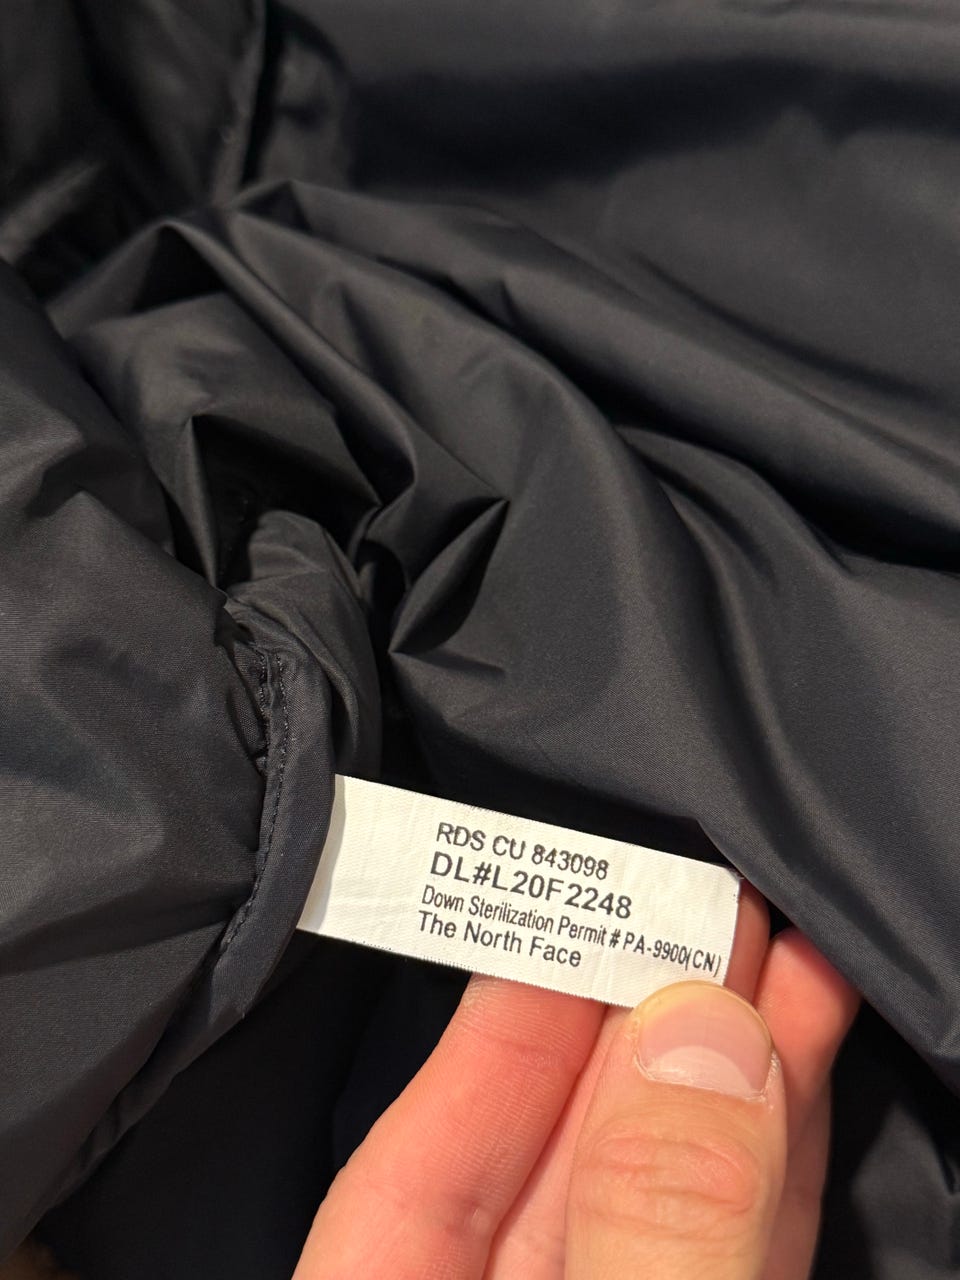 RDS CU 843098
DL#L20F2248
Down Sterilization Permit # PA-9900(CN)
The North Face